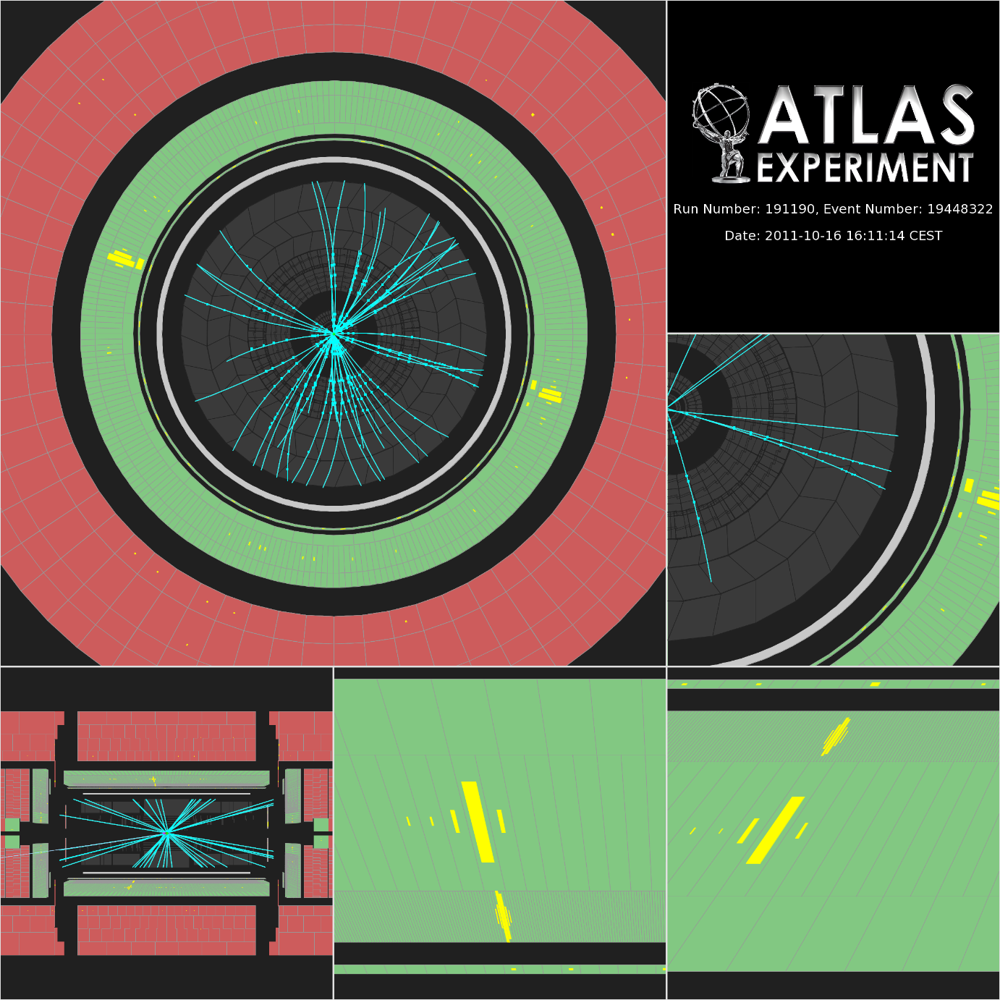 ATLAS
EXPERIMENT
Run Number: 191190, Event Number: 19448322
Date: 2011-10-16 16:11:14 CEST